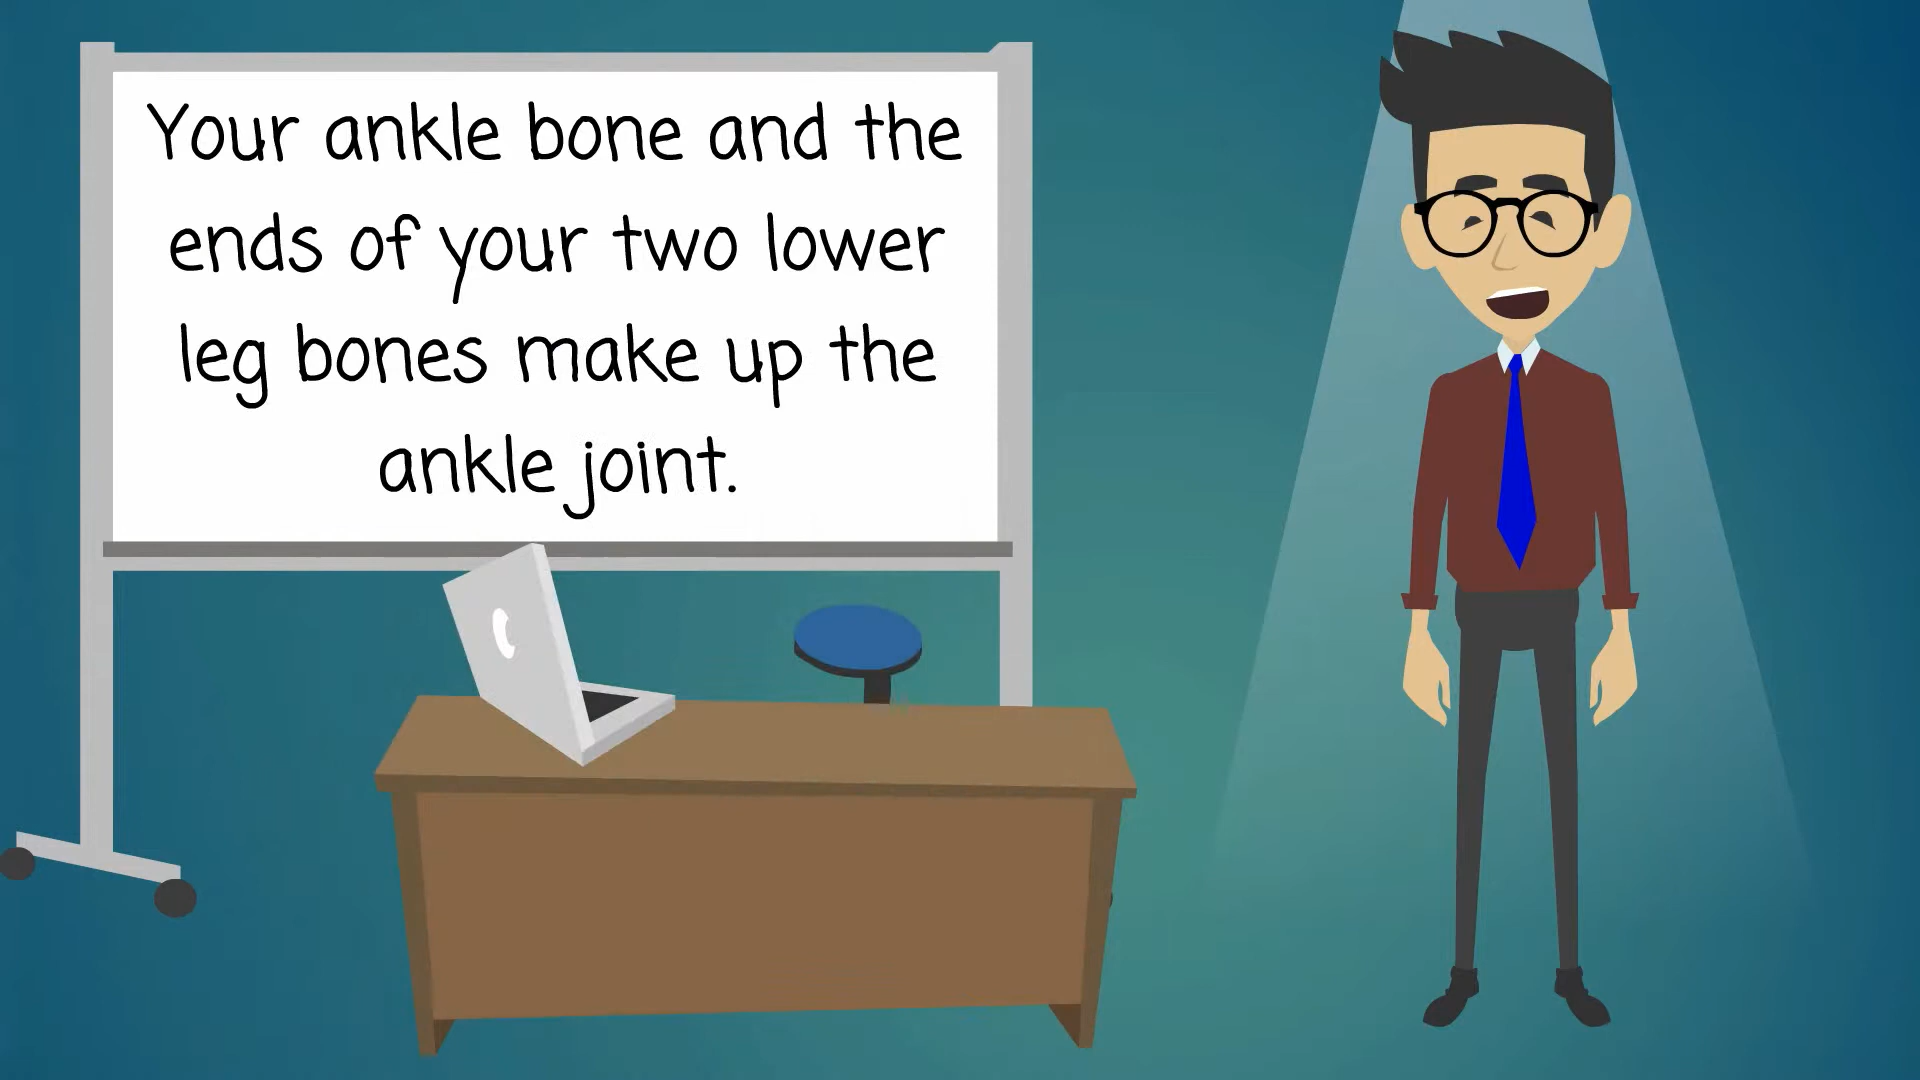 Your ankle bone and the
ends of your two lower
leg bones make up the
ankle joint.